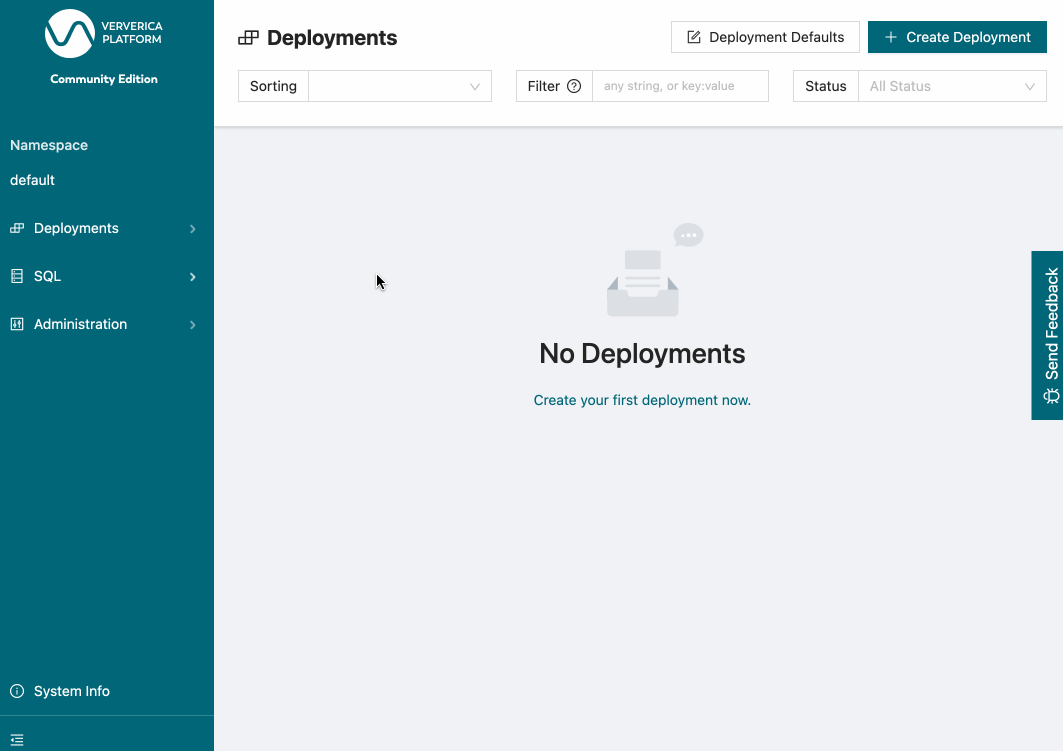 VERVERICA
PLATFORM
Community Edition
Namespace
default
Deployments
SQL
Administration
System Info
Deployments
Deployment Defaults
Create Deployment
Sorting
Filter
any string, or key:value
Status
All Status
No Deployments
Create your first deployment now.
Send Feedback